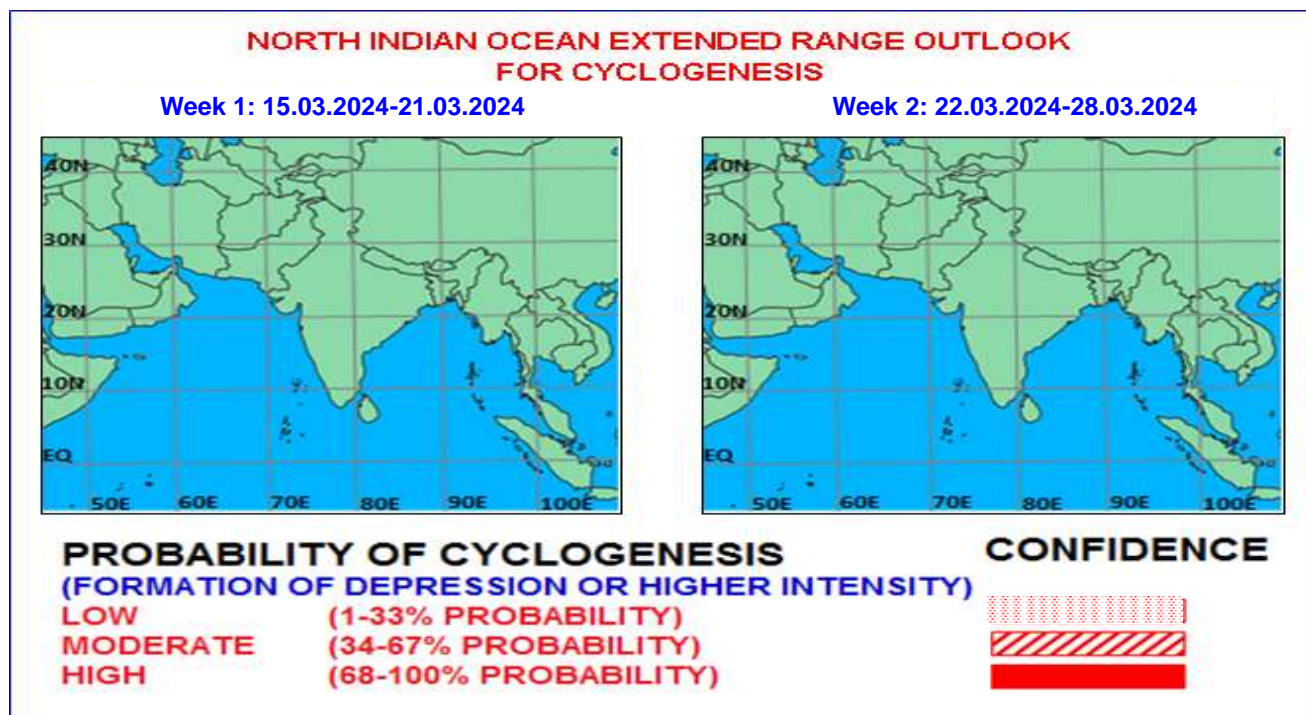 NORTH INDIAN OCEAN EXTENDED RANGE OUTLOOK
FOR CYCLOGENESIS
Week 1: 15.03.2024-21.03.2024
Week 2: 22.03.2024-28.03.2024
40N
30N
20N
10N
EQ
50E 60E 70E 80E 90E 100E
40N
30N
20N
10N
EQ
50E 60E 70E 80E 90E 100E
PROBABILITY OF CYCLOGENESIS
(FORMATION OF DEPRESSION OR HIGHER INTENSITY)
LOW (1-33% PROBABILITY)
MODERATE (34-67% PROBABILITY)
HIGH (68-100% PROBABILITY)
CONFIDENCE